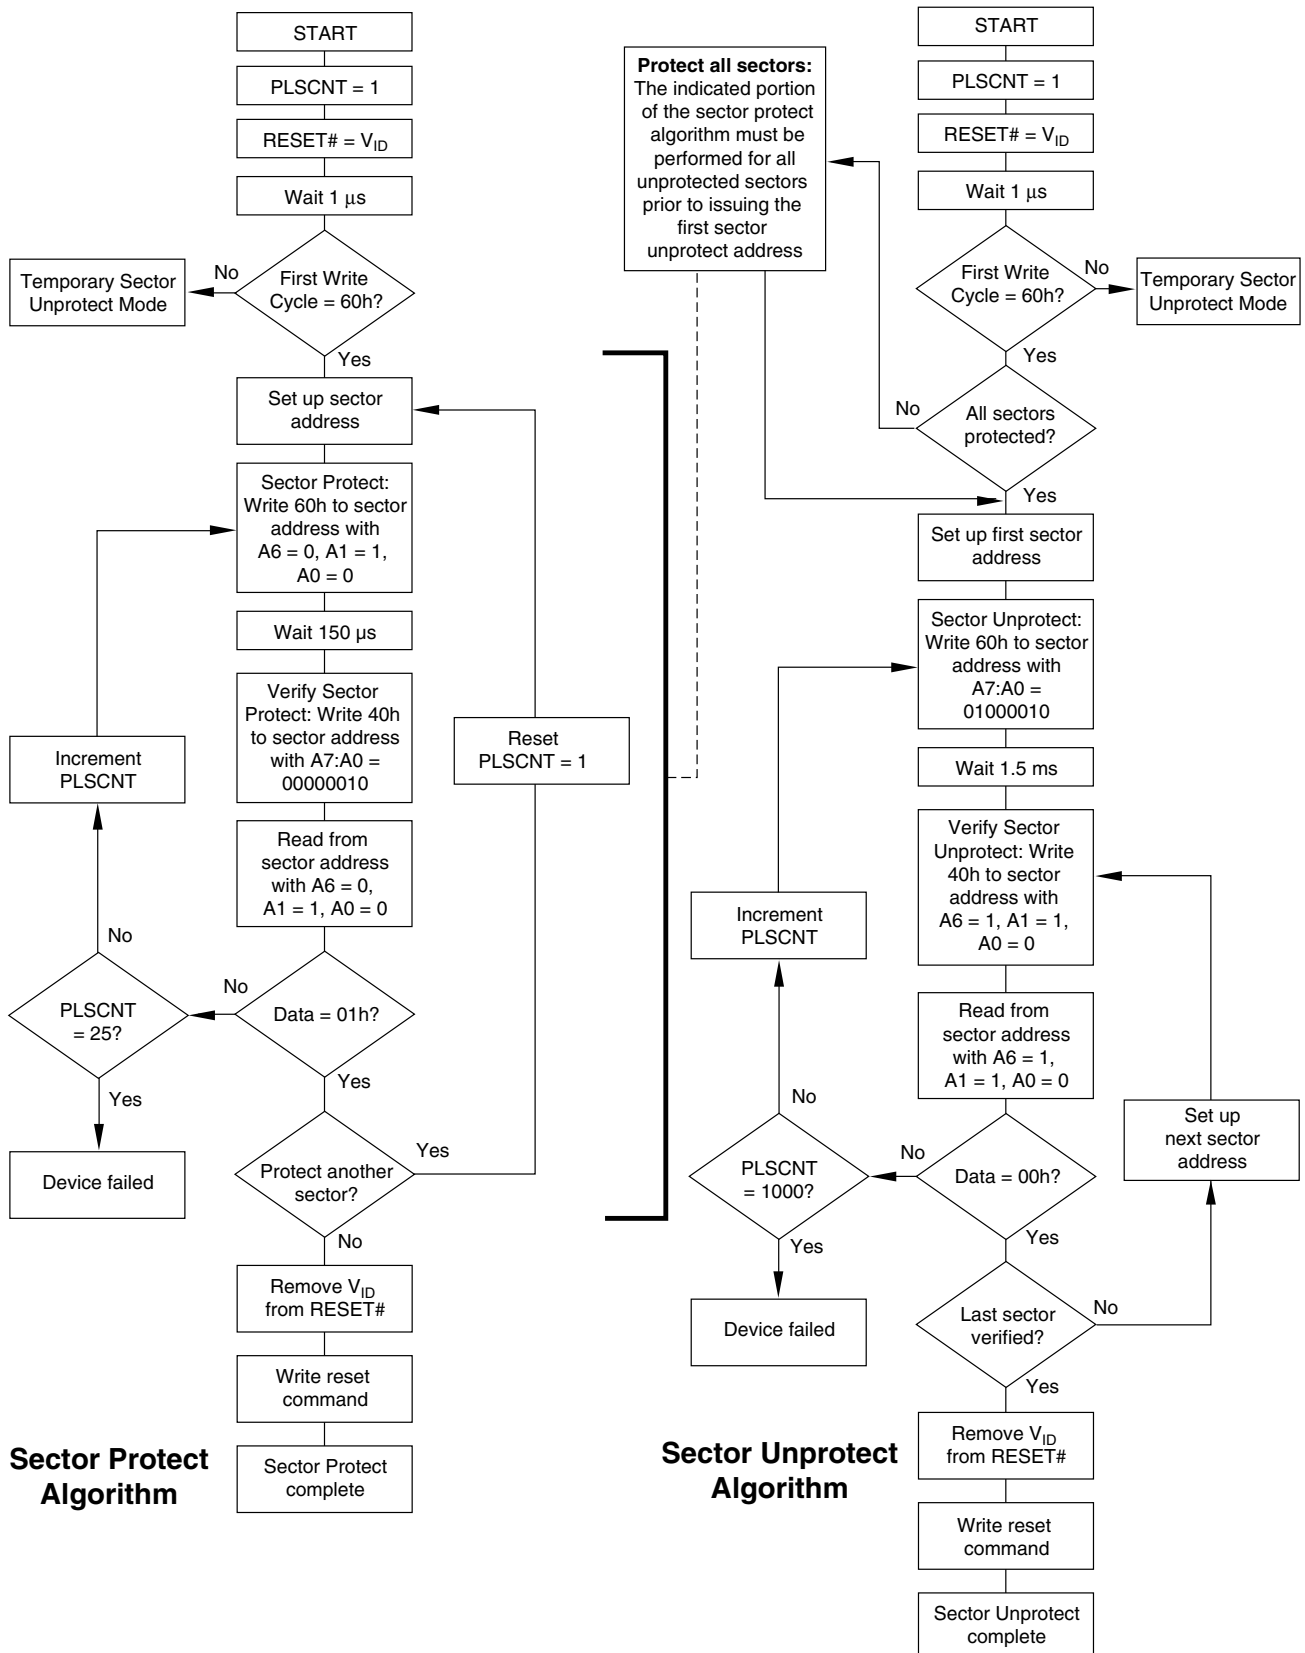 START
PLSCNT = 1
RESET# = VID
Wait 1 μs
First Write
Cycle = 60h?
No
Temporary Sector
Unprotect Mode
Yes
Set up sector
address
Sector Protect:
Write 60h to sector
address with
A6 = 0, A1 = 1,
A0 = 0
Wait 150 µs
Verify Sector
Protect: Write 40h
to sector address
with A7:A0 =
00000010
Reset
PLSCNT = 1
Increment
PLSCNT
Read from
sector address
with A6 = 0,
A1 = 1, A0 = 0
No
No
PLSCNT
= 25?
Data = 01h?
Yes
Yes
Device failed
Protect another
sector?
Yes
No
Remove VID
from RESET#
Write reset
command
Sector Protect
complete
Sector Protect
Algorithm
Protect all sectors:
The indicated portion
of the sector protect
algorithm must be
performed for all
unprotected sectors
prior to issuing the
first sector
unprotect address
START
PLSCNT = 1
RESET# = VID
Wait 1 μs
First Write
Cycle = 60h?
No
Temporary Sector
Unprotect Mode
Yes
No
All sectors
protected?
Yes
Set up first sector
address
Sector Unprotect:
Write 60h to sector
address with
A7:A0 =
01000010
Wait 1.5 ms
Verify Sector
Unprotect: Write
40h to sector
address with
A6 = 1, A1 = 1,
A0 = 0
Increment
PLSCNT
Read from
sector address
with A6 = 1,
A1 = 1, A0 = 0
No
No
PLSCNT
= 1000?
Data = 00h?
Set up
next sector
address
Yes
Yes
Device failed
Last sector
verified?
No
Yes
Remove VID
from RESET#
Write reset
command
Sector Unprotect
complete
Sector Unprotect
Algorithm